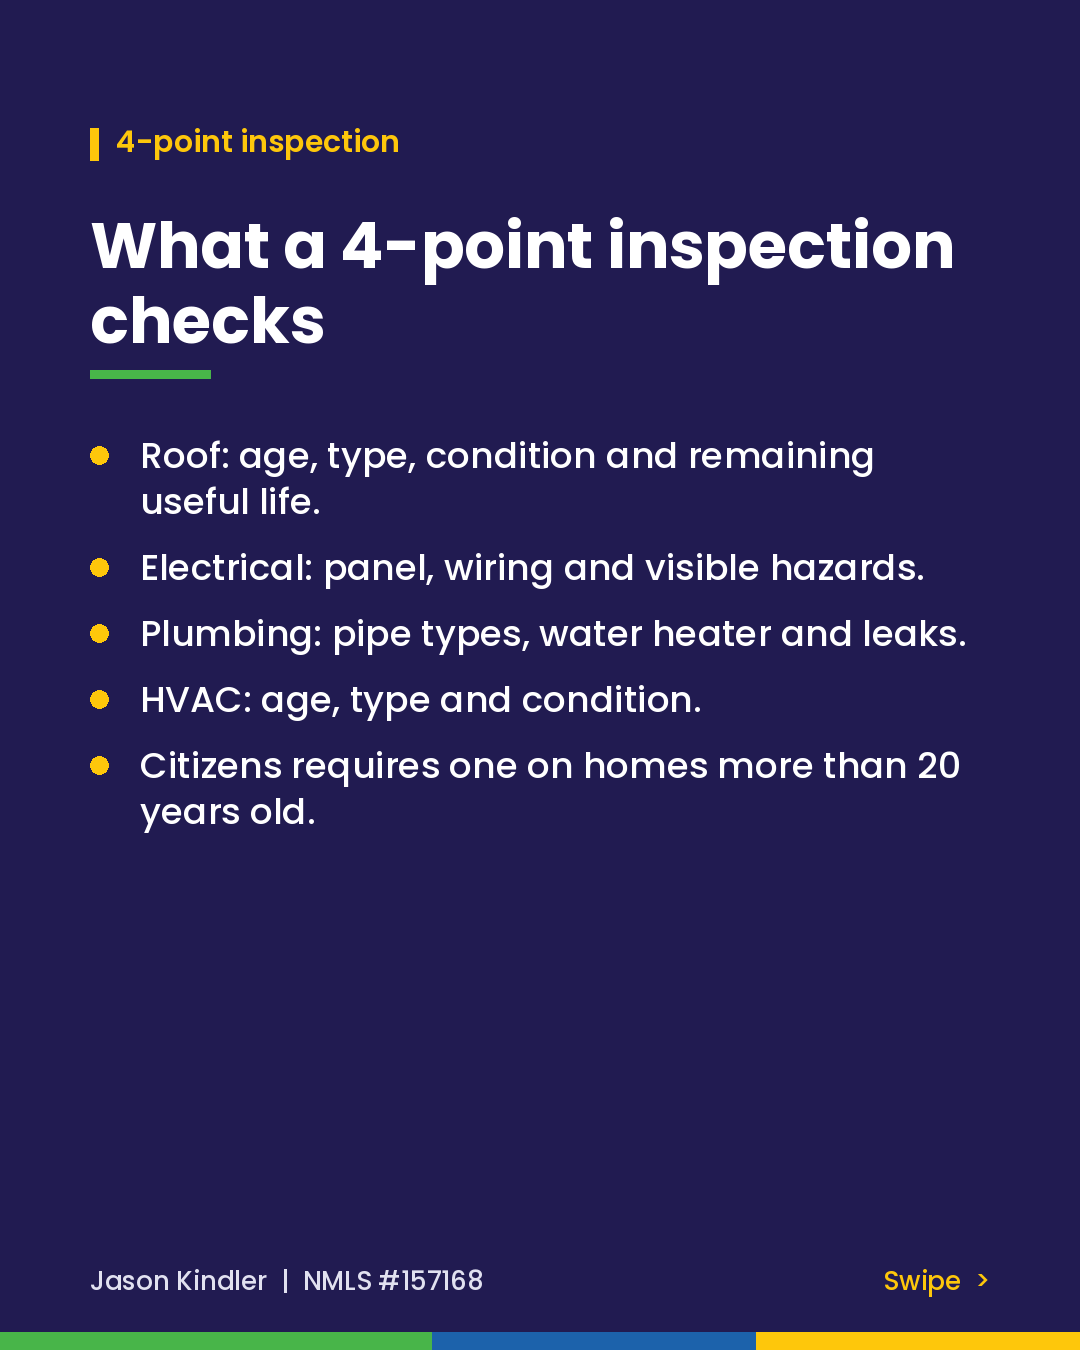 4-point inspection
What a 4-point inspection
checks
Roof: age, type, condition and remaining
useful life.
Electrical: panel, wiring and visible hazards.
Plumbing: pipe types, water heater and leaks.
HVAC: age, type and condition.
Citizens requires one on homes more than 20
years old.
Jason Kindler | NMLS #157168
Swipe >